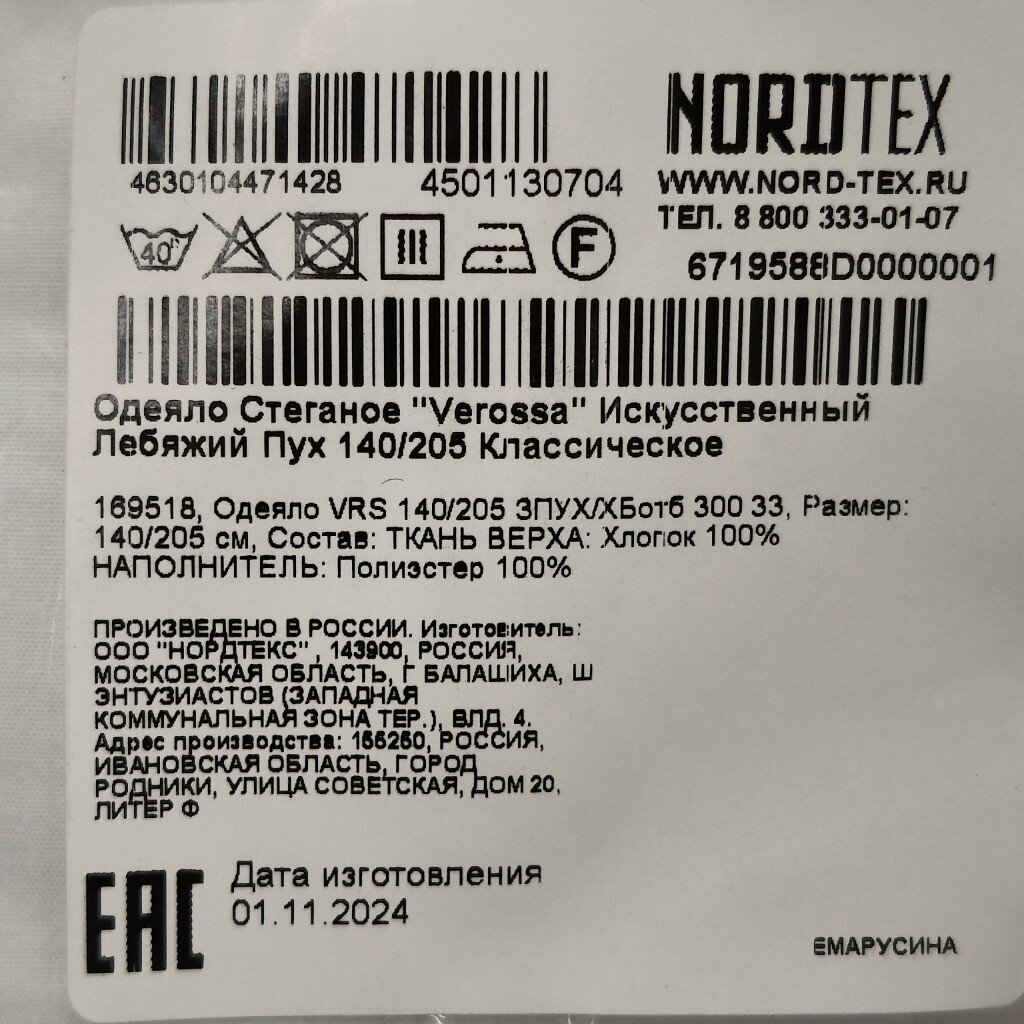 NORDTEX
4630104471428 4501130704 WWW.NORD-TEX.RU
ТЕЛ. 8 800 333-01-07
40° F 6719588D0000001
Одеяло Стеганое "Verossa" Искусственный
Лебяжий Пух 140/205 Классическое
169518, Одеяло VRS 140/205 ЗПУХ/ХБотб 300 33, Размер:
140/205 см, Состав: ТКАНЬ ВЕРХА: Хлопок 100%
НАПОЛНИТЕЛЬ: Полиэстер 100%
ПРОИЗВЕДЕНО В РОССИИ. Изготовитель:
ООО "НОРДТЕКС" , 143900, РОССИЯ,
МОСКОВСКАЯ ОБЛАСТЬ, Г БАЛАШИХА, Ш
ЭНТУЗИАСТОВ (ЗАПАДНАЯ
КОММУНАЛЬНАЯ ЗОНА ТЕР.), ВЛД. 4.
Адрес производства: 155250, РОССИЯ,
ИВАНОВСКАЯ ОБЛАСТЬ, ГОРОД
РОДНИКИ, УЛИЦА СОВЕТСКАЯ, ДОМ 20,
ЛИТЕР Ф
EAC Дата изготовления
01.11.2024
ЕМАРУСИНА